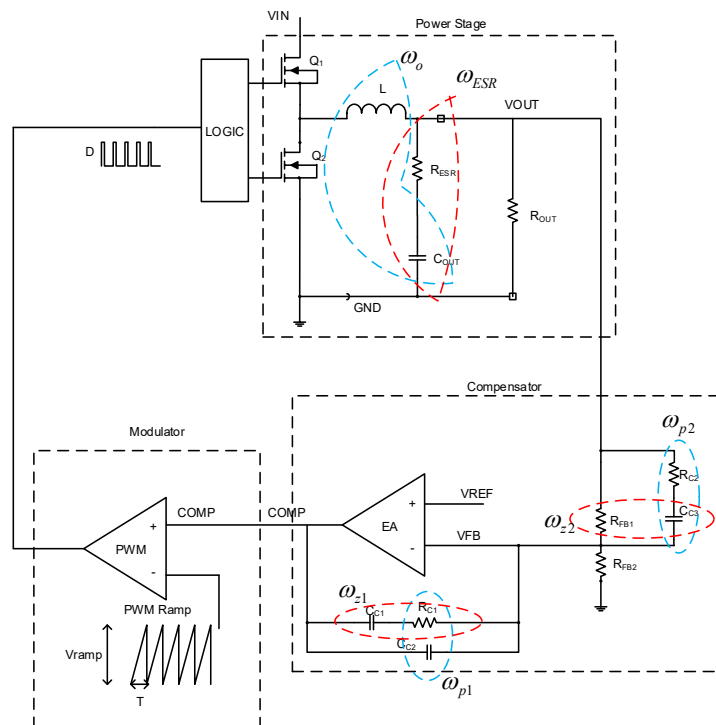 VIN
Power Stage
Q1
ωo
ωESR
L
VOUT
LOGIC
D
Q2
RESR
ROUT
COUT
GND
Compensator
ωp2
Modulator
RC2
COMP
COMP
VREF
EA
+
-
VFB
ωz2
RFB1
CC3
PWM
+
-
RFB2
ωz1
PWM Ramp
CC1
RC1
Vramp
CC2
T
ωp1